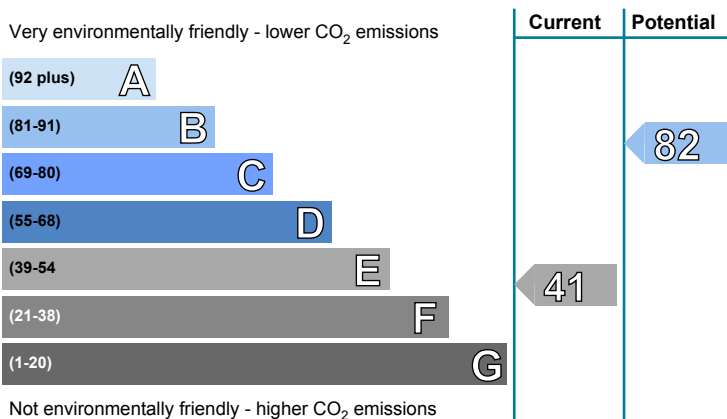 Very environmentally friendly - lower CO₂ emissions
Current
Potential
(92 plus) A
(81-91) B
82
(69-80) C
(55-68) D
(39-54 E
41
(21-38) F
(1-20) G
Not environmentally friendly - higher CO₂ emissions